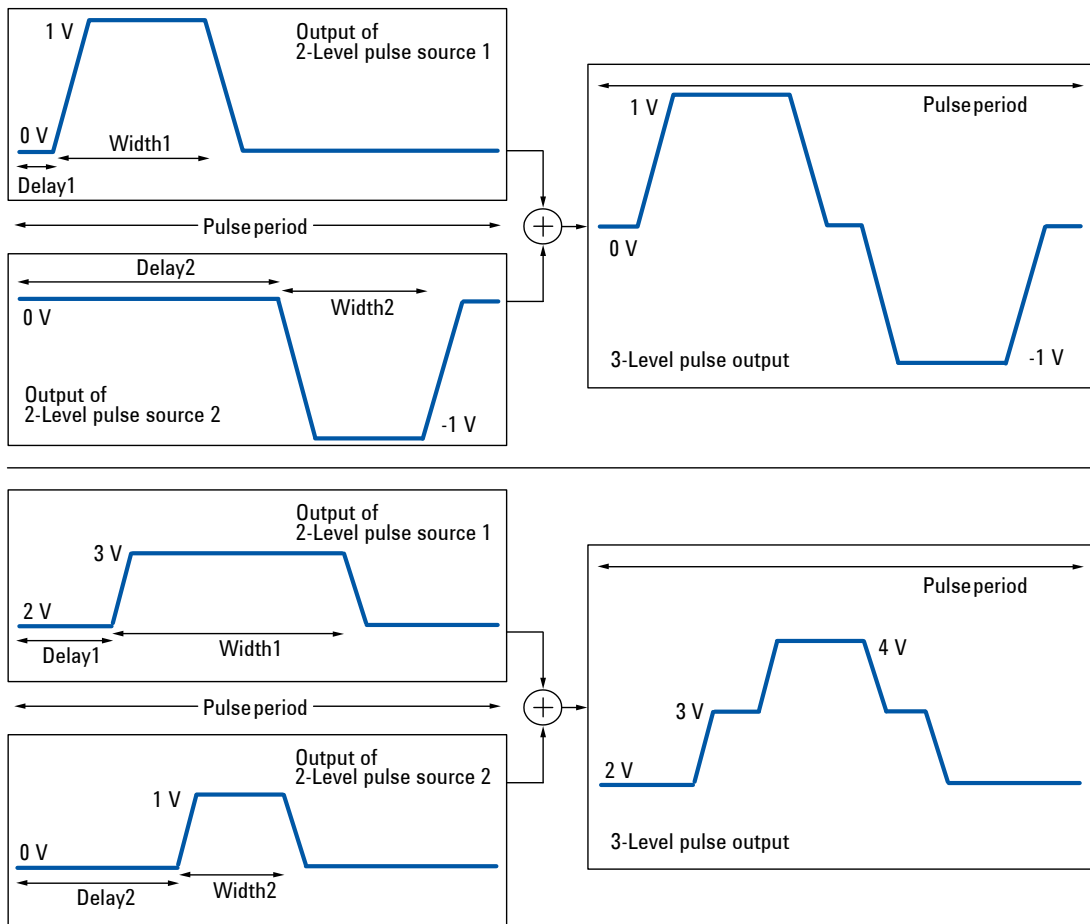 1 V
Output of
2-Level pulse source 1
0 V
Width1
Delay1
Pulse period
Delay2
0 V
Width2
Output of
2-Level pulse source 2
-1 V
Pulse period
1 V
0 V
3-Level pulse output
-1 V
Output of
2-Level pulse source 1
3 V
2 V
Delay1
Width1
Pulse period
Output of
2-Level pulse source 2
1 V
0 V
Delay2
Width2
Pulse period
4 V
3 V
2 V
3-Level pulse output